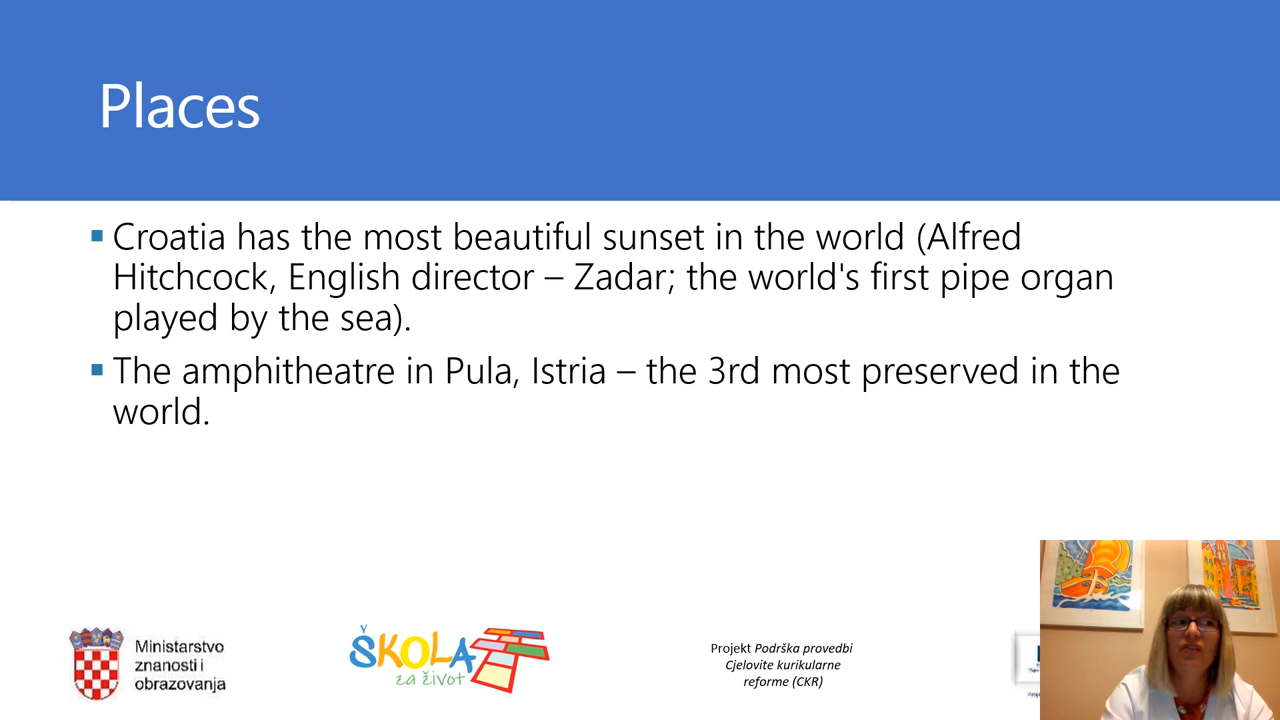 Places
Croatia has the most beautiful sunset in the world (Alfred
Hitchcock, English director – Zadar; the world's first pipe organ
played by the sea).
The amphitheatre in Pula, Istria – the 3rd most preserved in the
world.
Ministarstvo
znanosti i
obrazovanja
ŠKOLA
za život
Projekt Podrška provedbi
Cjelovite kurikularne
reforme (CKR)